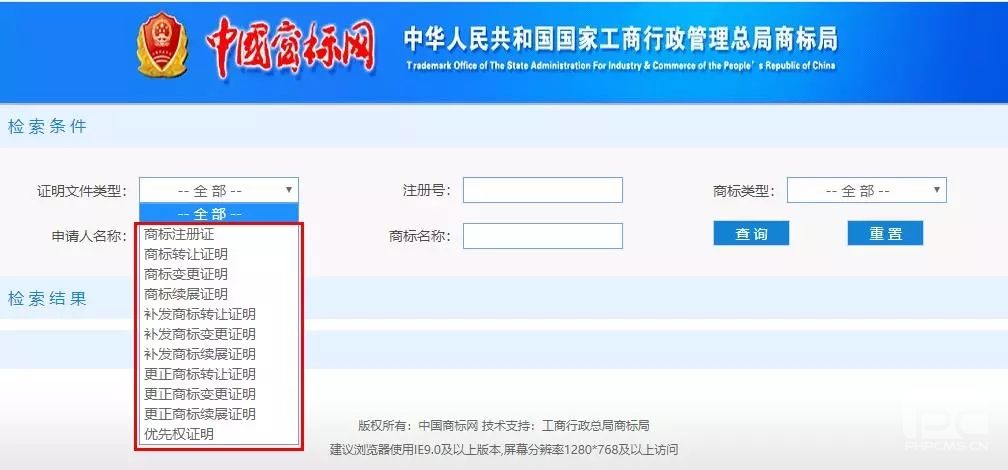 中国商标网
中华人民共和国国家工商行政管理总局商标局
Trademark Office of The State Administration For Industry & Commerce of the People's Republic of China
检索条件
证明文件类型： -- 全 部 -- 注册号： 商标类型： -- 全 部 --
-- 全 部 --
申请人名称： 商标注册证 商标名称： 查 询 重 置
商标转让证明
商标变更证明
检索结果 商标续展证明
补发商标转让证明
补发商标变更证明
补发商标续展证明
更正商标转让证明
更正商标变更证明
更正商标续展证明
优先权证明
版权所有：中国商标网 技术支持：工商行政总局商标局
建议浏览器使用IE9.0及以上版本,屏幕分辨率1280*768及以上访问
IPC
PHPCMS.CN